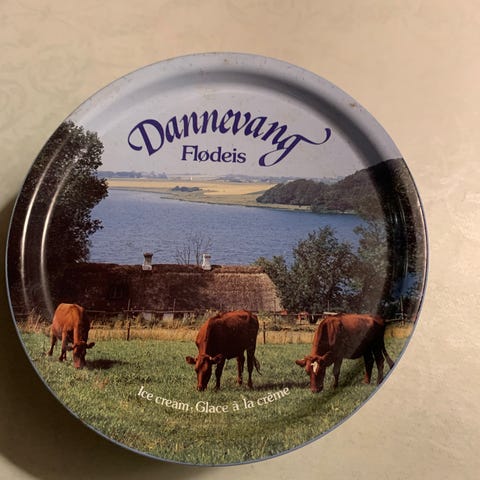 Dannevang
Flødeis
Ice cream. Glace à la crème